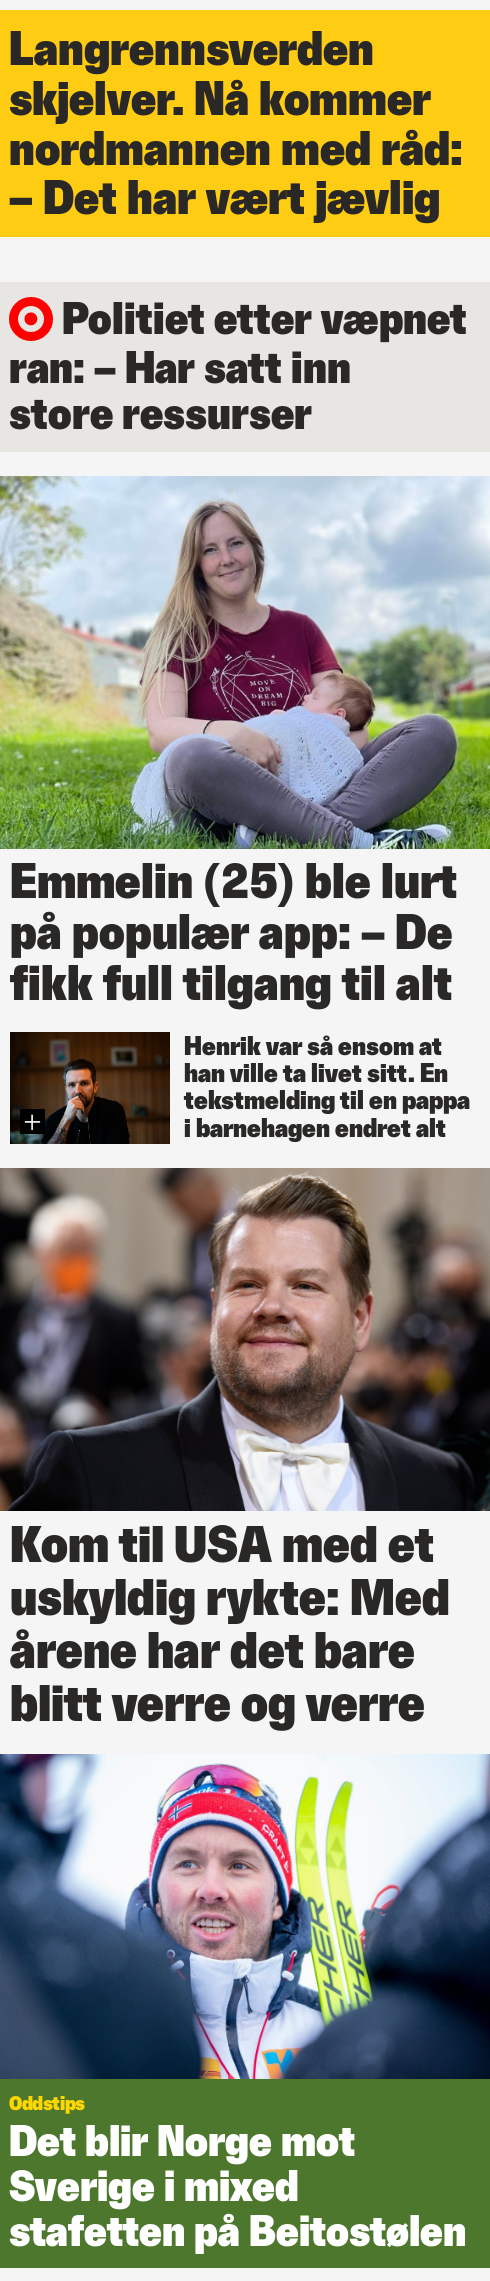 Langrennsverden
skjelver. Nå kommer
nordmannen med råd:
– Det har vært jævlig
Politiet etter væpnet
ran: – Har satt inn
store ressurser
MOVE
ON
DREAM
BIG
Emmelin (25) ble lurt
på populær app: – De
fikk full tilgang til alt
Henrik var så ensom at
han ville ta livet sitt. En
tekstmelding til en pappa
i barnehagen endret alt
Kom til USA med et
uskyldig rykte: Med
årene har det bare
blitt verre og verre
CRAFT
CHER
CHER
Oddstips
Det blir Norge mot
Sverige i mixed
stafetten på Beitostølen